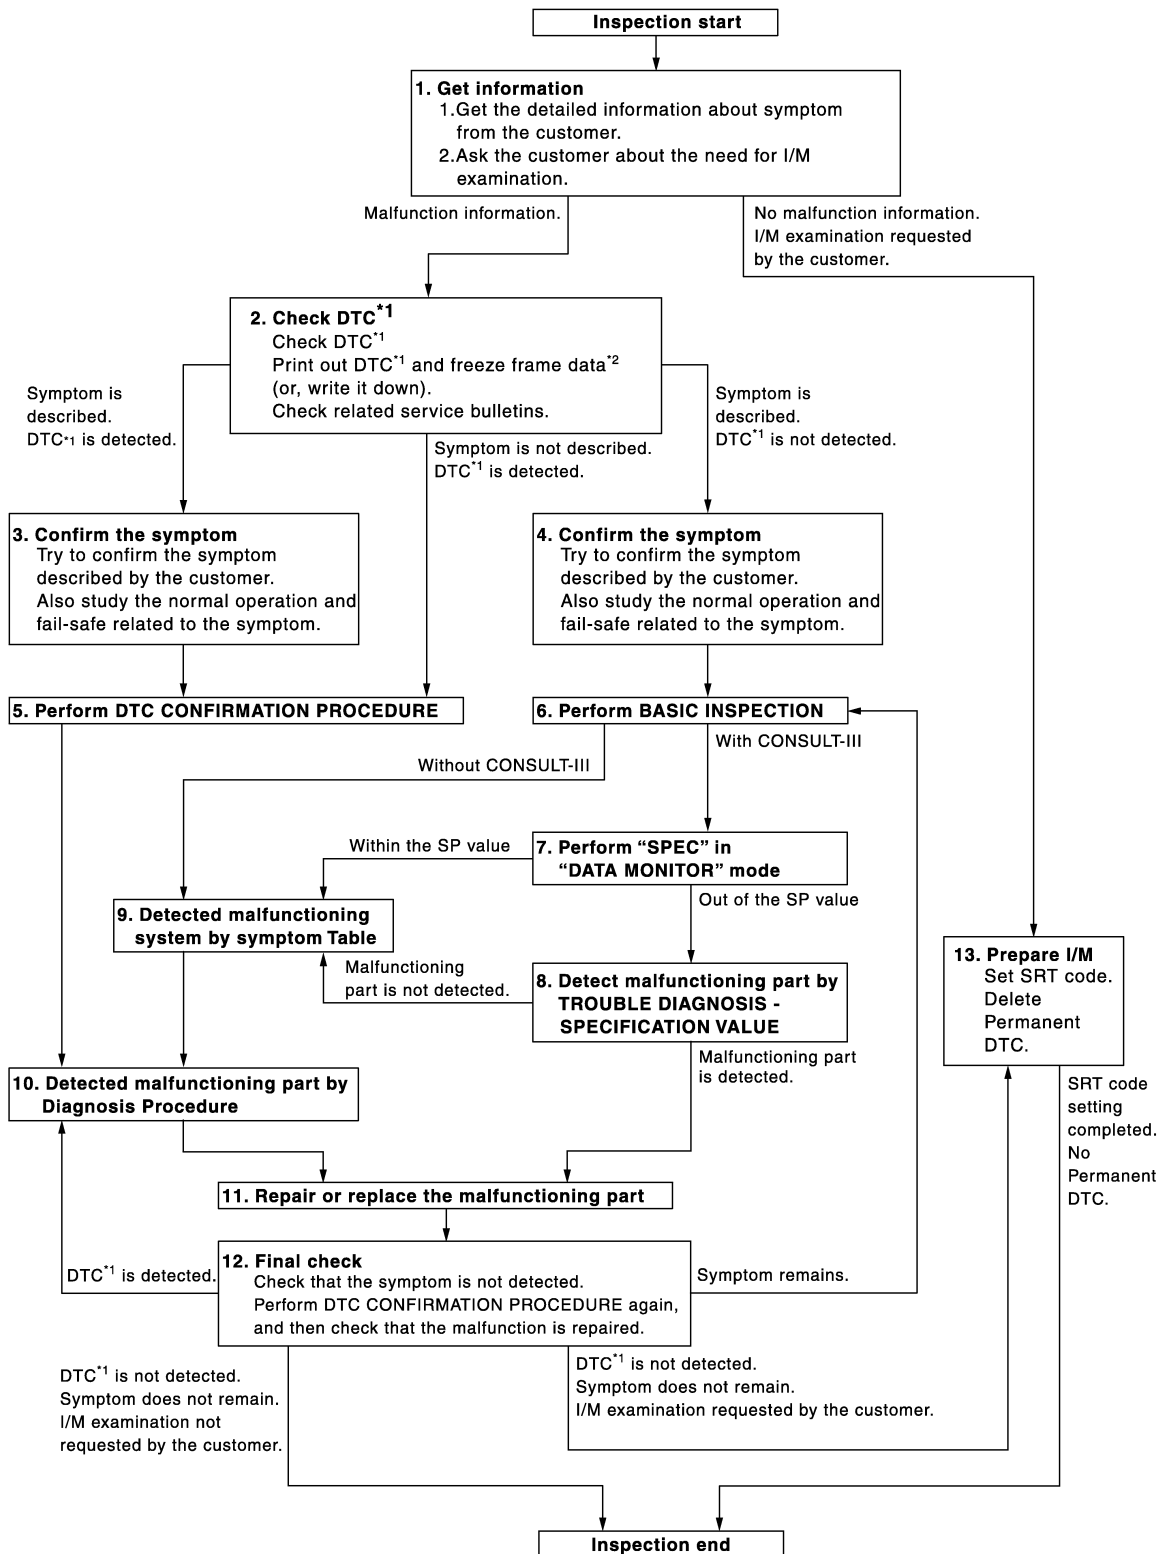 Inspection start
1. Get information
1.Get the detailed information about symptom
from the customer.
2.Ask the customer about the need for I/M
examination.
Malfunction information.
No malfunction information.
I/M examination requested
by the customer.
2. Check DTC*1
Check DTC*1
Print out DTC*1 and freeze frame data*2
(or, write it down).
Check related service bulletins.
Symptom is
described.
DTC*1 is detected.
Symptom is not described.
DTC*1 is detected.
Symptom is
described.
DTC*1 is not detected.
3. Confirm the symptom
Try to confirm the symptom
described by the customer.
Also study the normal operation and
fail-safe related to the symptom.
4. Confirm the symptom
Try to confirm the symptom
described by the customer.
Also study the normal operation and
fail-safe related to the symptom.
5. Perform DTC CONFIRMATION PROCEDURE
6. Perform BASIC INSPECTION
Without CONSULT-III
With CONSULT-III
Within the SP value
7. Perform “SPEC” in
“DATA MONITOR” mode
Out of the SP value
9. Detected malfunctioning
system by symptom Table
Malfunctioning
part is not detected.
8. Detect malfunctioning part by
TROUBLE DIAGNOSIS -
SPECIFICATION VALUE
13. Prepare I/M
Set SRT code.
Delete
Permanent
DTC.
Malfunctioning part
is detected.
10. Detected malfunctioning part by
Diagnosis Procedure
SRT code
setting
completed.
No
Permanent
DTC.
11. Repair or replace the malfunctioning part
DTC*1 is detected.
12. Final check
Check that the symptom is not detected.
Perform DTC CONFIRMATION PROCEDURE again,
and then check that the malfunction is repaired.
Symptom remains.
DTC*1 is not detected.
Symptom does not remain.
I/M examination not
requested by the customer.
DTC*1 is not detected.
Symptom does not remain.
I/M examination requested by the customer.
Inspection end